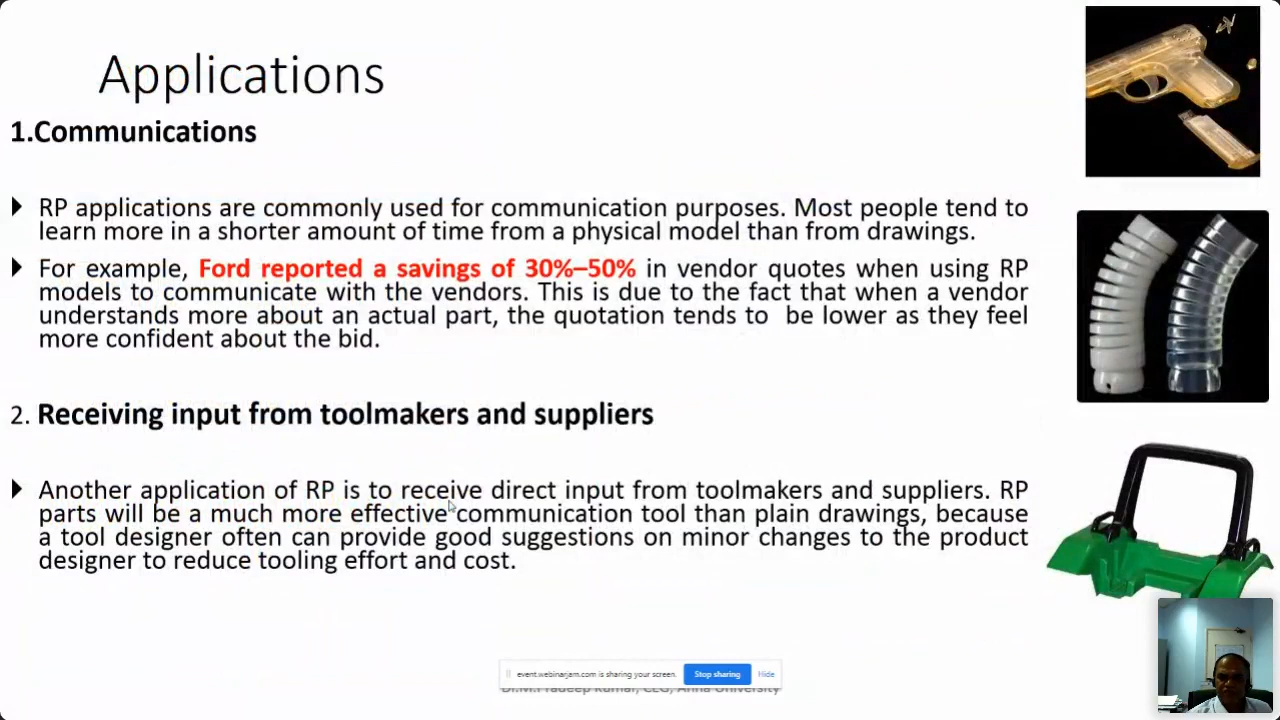 Applications
1.Communications
RP applications are commonly used for communication purposes. Most people tend to
learn more in a shorter amount of time from a physical model than from drawings.
For example, Ford reported a savings of 30%–50% in vendor quotes when using RP
models to communicate with the vendors. This is due to the fact that when a vendor
understands more about an actual part, the quotation tends to be lower as they feel
more confident about the bid.
2. Receiving input from toolmakers and suppliers
Another application of RP is to receive direct input from toolmakers and suppliers. RP
parts will be a much more effective communication tool than plain drawings, because
a tool designer often can provide good suggestions on minor changes to the product
designer to reduce tooling effort and cost.
event.webinarjam.com is sharing your screen. Stop sharing Hide
Dr.M.Pradeep Kumar, CEG, Anna University